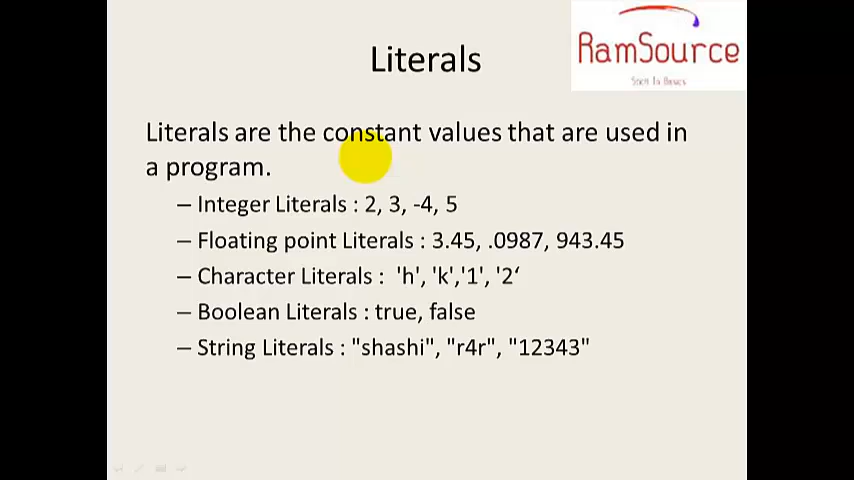 Literals
RamSource
Literals are the constant values that are used in
a program.
– Integer Literals : 2, 3, -4, 5
– Floating point Literals : 3.45, .0987, 943.45
– Character Literals :  'h', 'k','1', '2‘
– Boolean Literals : true, false
– String Literals : "shashi", "r4r", "12343"